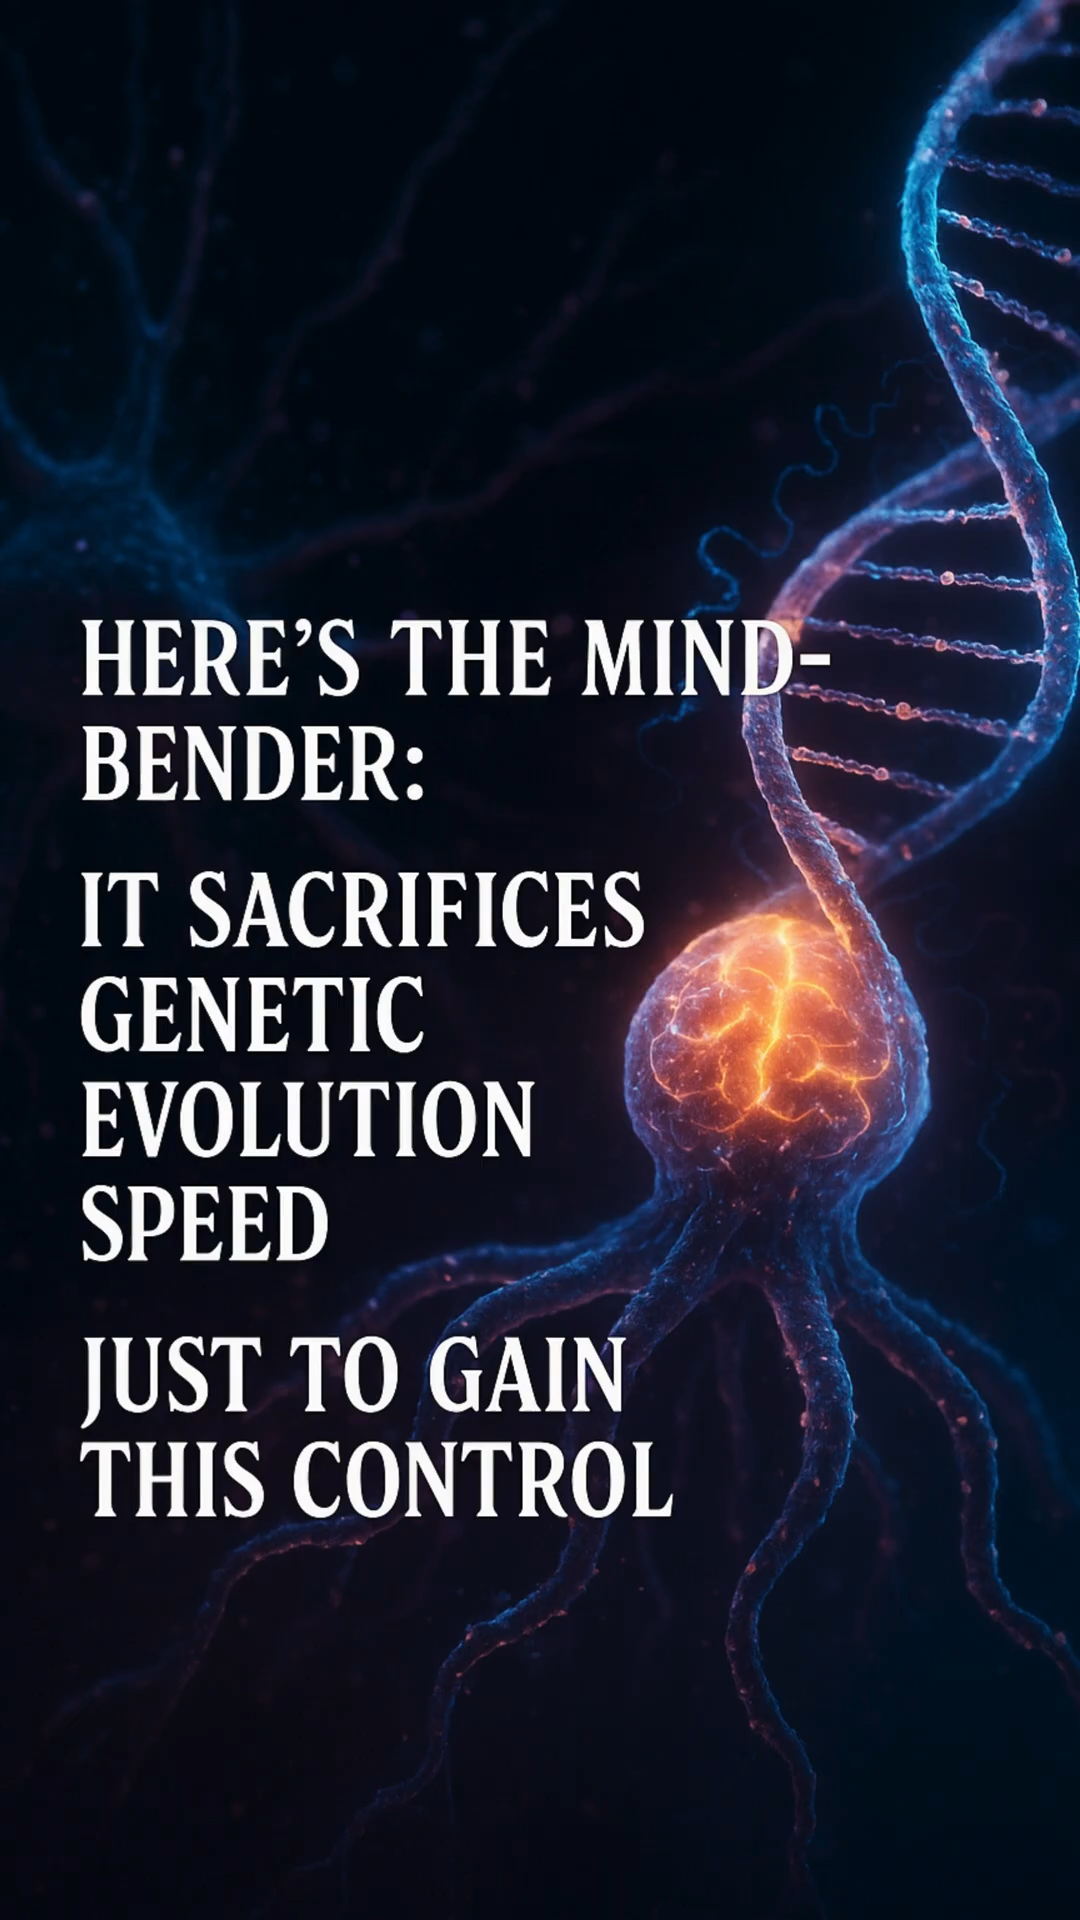 HERE’S THE MIND-
BENDER:
IT SACRIFICES
GENETIC
EVOLUTION
SPEED
JUST TO GAIN
THIS CONTROL